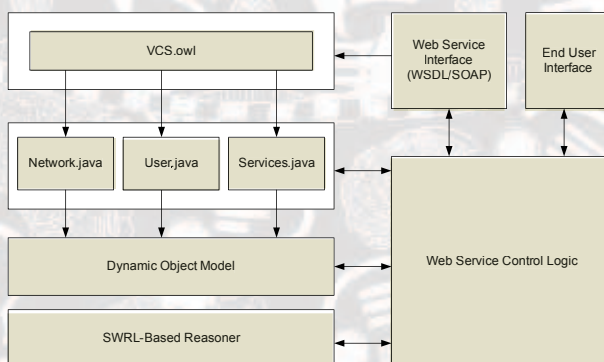 VCS.owl
Web Service
Interface
(WSDL/SOAP)
End User
Interface
Network.java
User.java
Services.java
Dynamic Object Model
Web Service Control Logic
SWRL-Based Reasoner